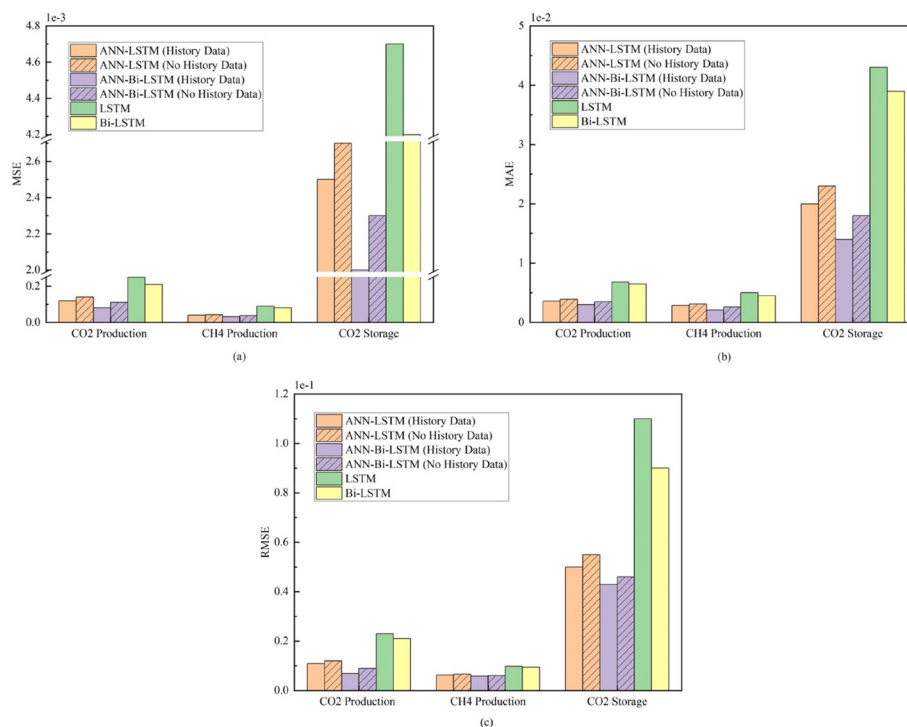 1e-3
4.8
4.6
4.4
4.2
2.6
2.4
2.2
2.0
0.2
0.0
MSE
ANN-LSTM (History Data)
ANN-LSTM (No History Data)
ANN-Bi-LSTM (History Data)
ANN-Bi-LSTM (No History Data)
LSTM
Bi-LSTM
CO2 Production CH4 Production CO2 Storage
(a)
1e-2
5
4
3
2
1
0
MAE
ANN-LSTM (History Data)
ANN-LSTM (No History Data)
ANN-Bi-LSTM (History Data)
ANN-Bi-LSTM (No History Data)
LSTM
Bi-LSTM
CO2 Production CH4 Production CO2 Storage
(b)
1e-1
1.2
1.0
0.8
0.6
0.4
0.2
0.0
RMSE
ANN-LSTM (History Data)
ANN-LSTM (No History Data)
ANN-Bi-LSTM (History Data)
ANN-Bi-LSTM (No History Data)
LSTM
Bi-LSTM
CO2 Production CH4 Production CO2 Storage
(c)